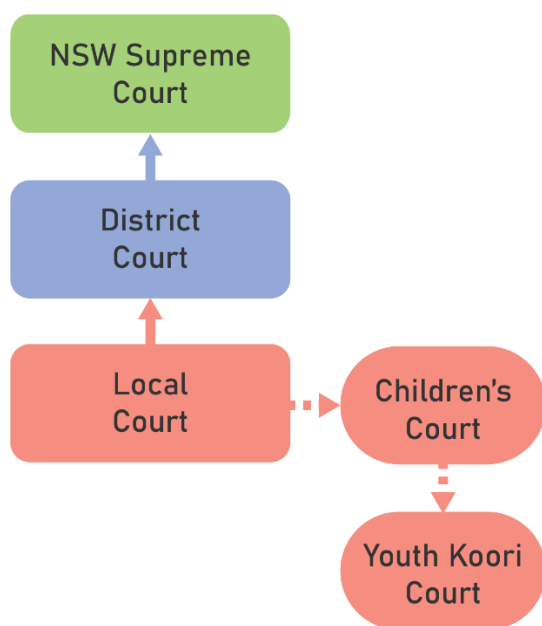 NSW Supreme
Court
District
Court
Local
Court
Children's
Court
Youth Koori
Court